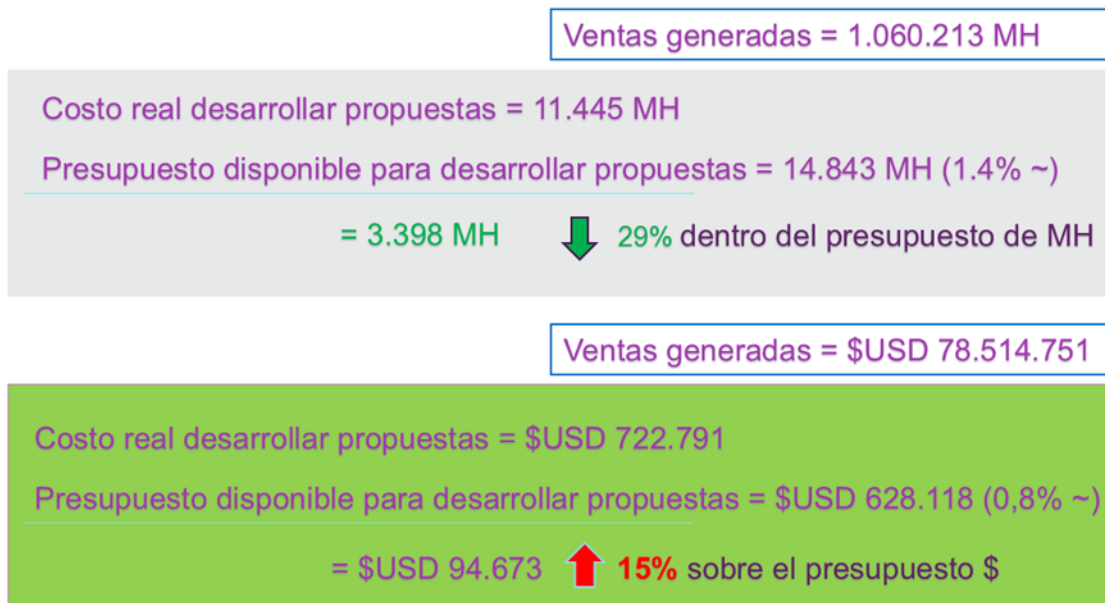 Ventas generadas = 1.060.213 MH
Costo real desarrollar propuestas = 11.445 MH
Presupuesto disponible para desarrollar propuestas = 14.843 MH (1.4% ~)
= 3.398 MH 29% dentro del presupuesto de MH
Ventas generadas = $USD 78.514.751
Costo real desarrollar propuestas = $USD 722.791
Presupuesto disponible para desarrollar propuestas = $USD 628.118 (0,8% ~)
= $USD 94.673 15% sobre el presupuesto $